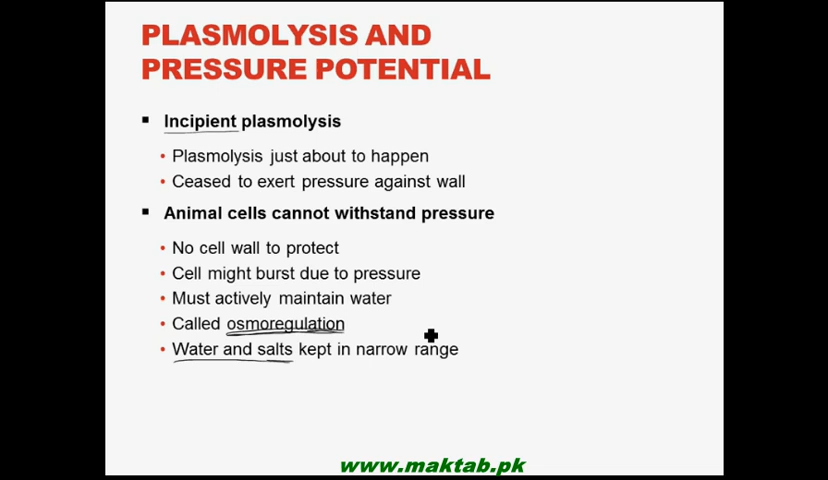 PLASMOLYSIS AND
PRESSURE POTENTIAL
Incipient plasmolysis
Plasmolysis just about to happen
Ceased to exert pressure against wall
Animal cells cannot withstand pressure
No cell wall to protect
Cell might burst due to pressure
Must actively maintain water
Called osmoregulation
Water and salts kept in narrow range
www.maktab.pk